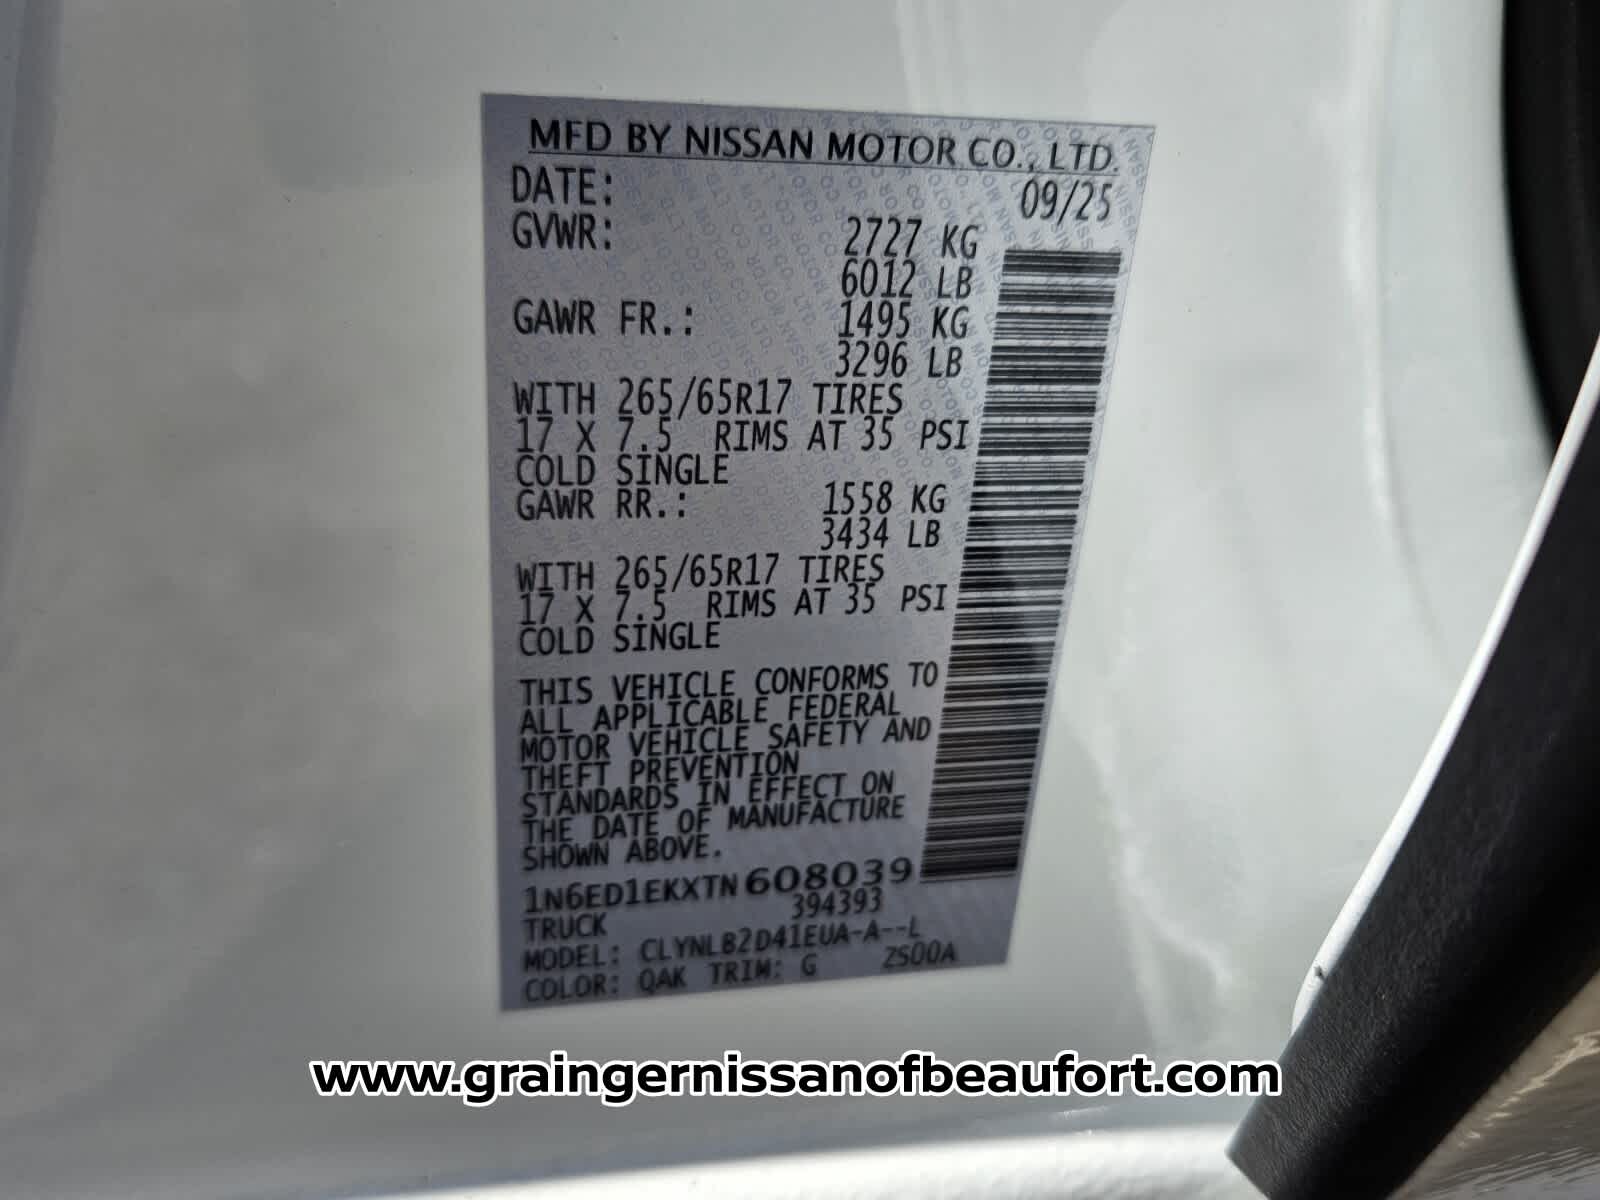 MFD BY NISSAN MOTOR CO., LTD.
DATE: 09/25
GVWR: 2727 KG
6012 LB
GAWR FR.: 1495 KG
3296 LB
WITH 265/65R17 TIRES
17 X 7.5 RIMS AT 35 PSI
COLD SINGLE
GAWR RR.: 1558 KG
3434 LB
WITH 265/65R17 TIRES
17 X 7.5 RIMS AT 35 PSI
COLD SINGLE
THIS VEHICLE CONFORMS TO
ALL APPLICABLE FEDERAL
MOTOR VEHICLE SAFETY AND
THEFT PREVENTION
STANDARDS IN EFFECT ON
THE DATE OF MANUFACTURE
SHOWN ABOVE.
1N6ED1EKXTN608039
TRUCK 394393
MODEL: CLYNLB2D41EUA-A--L
COLOR: QAK TRIM: G ZS00A
www.graingernissanofbeaufort.com